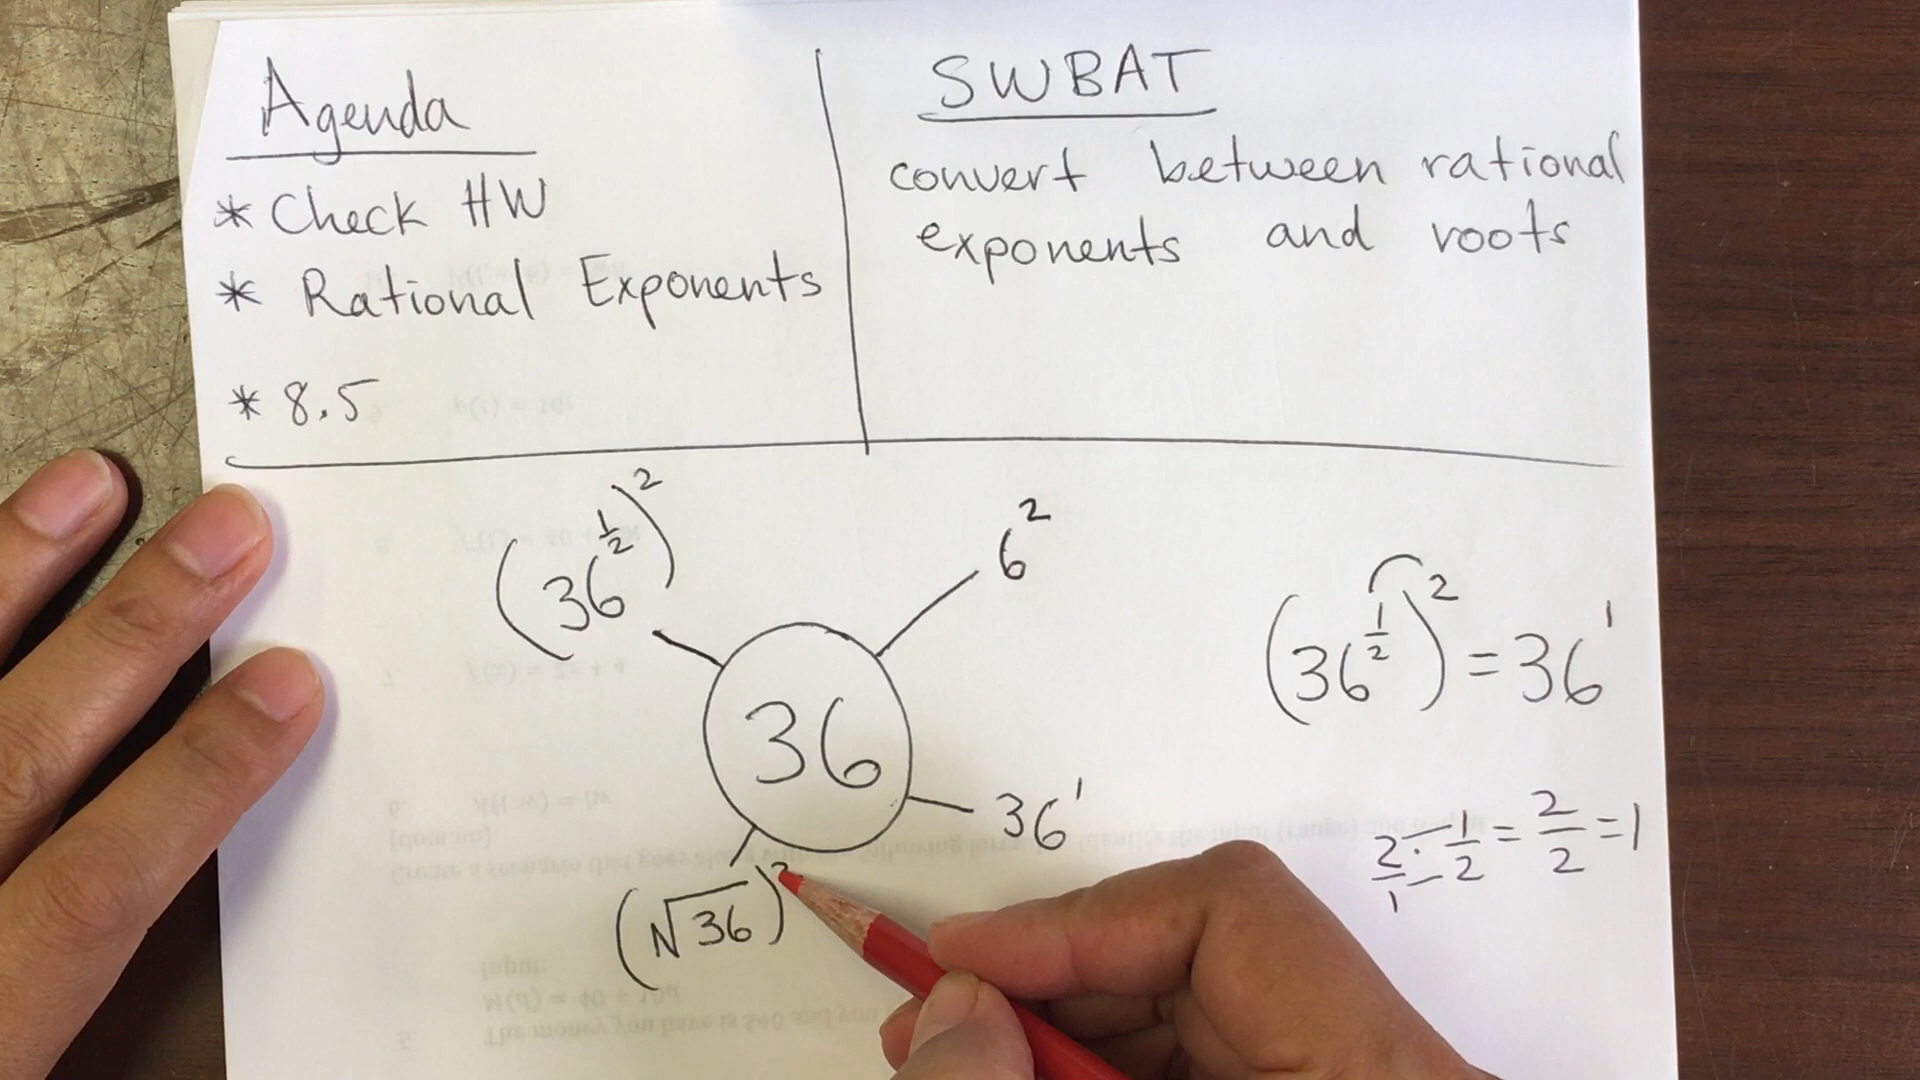 Agenda
* Check HW
* Rational Exponents
* 8.5
SWBAT
convert between rational
exponents and roots
(36^1/2)^2
6^2
36
36^1
(√36)^2
(36^1/2)^2 = 36^1
2/1 · 1/2 = 2/2 = 1